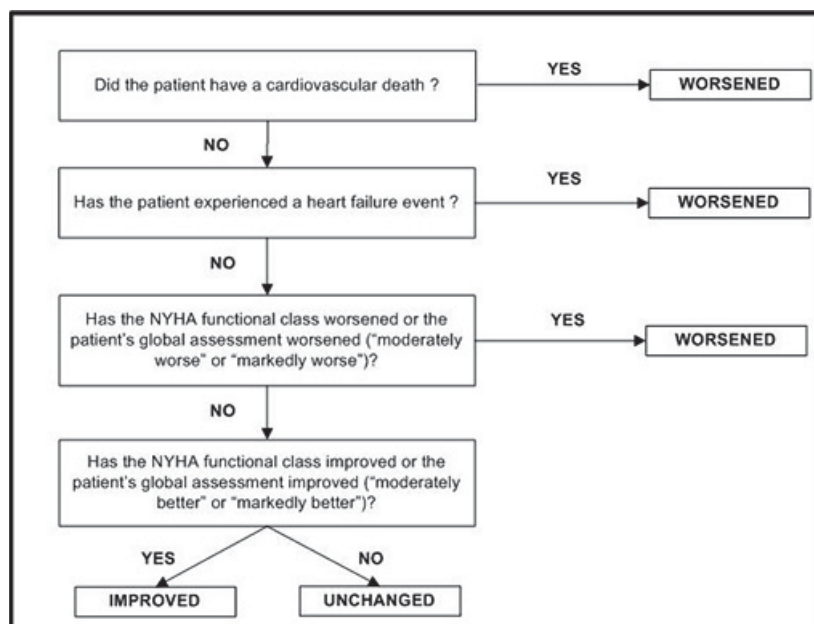 Did the patient have a cardiovascular death ?
YES
WORSENED
NO
Has the patient experienced a heart failure event ?
YES
WORSENED
NO
Has the NYHA functional class worsened or the
patient's global assessment worsened (“moderately
worse” or “markedly worse”)?
YES
WORSENED
NO
Has the NYHA functional class improved or the
patient's global assessment improved (“moderately
better” or “markedly better”)?
YES
NO
IMPROVED
UNCHANGED